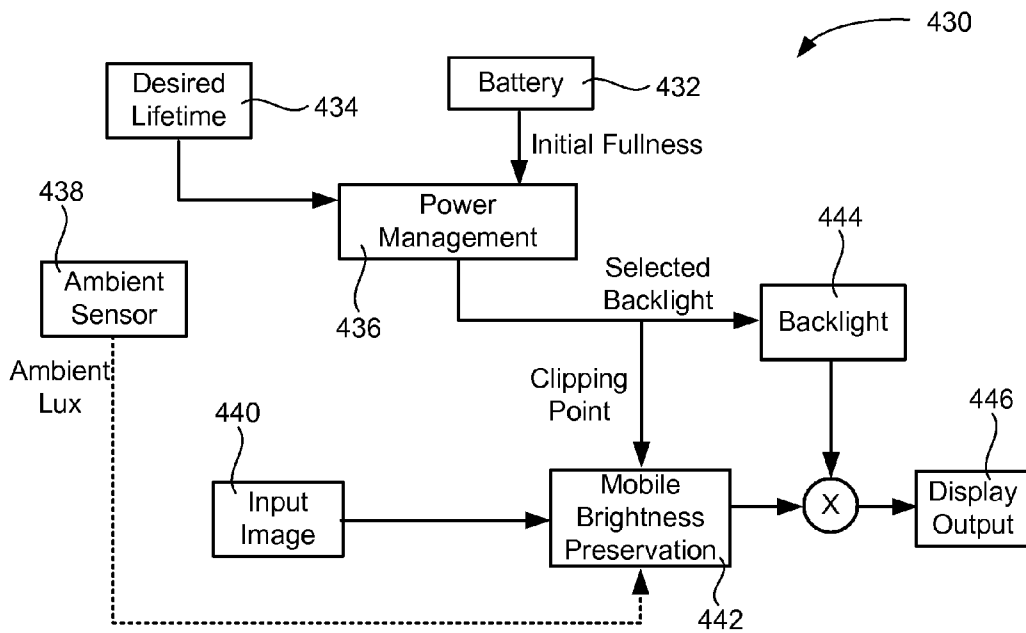 430
Desired
Lifetime
434
Battery
432
Initial Fullness
438
Power
Management
436
444
Ambient
Sensor
Selected
Backlight
Backlight
Ambient
Lux
Clipping
Point
440
446
Input
Image
Mobile
Brightness
Preservation
X
Display
Output
442